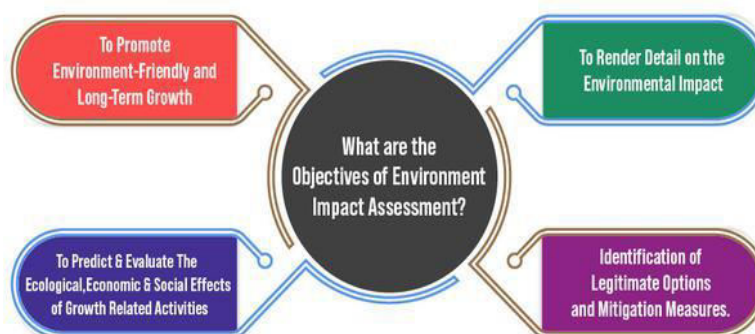 To Promote
Environment-Friendly and
Long-Term Growth
To Render Detail on the
Environmental Impact
What are the
Objectives of Environment
Impact Assessment?
To Predict & Evaluate The
Ecological,Economic & Social Effects
of Growth Related Activities
Identification of
Legitimate Options
and Mitigation Measures.